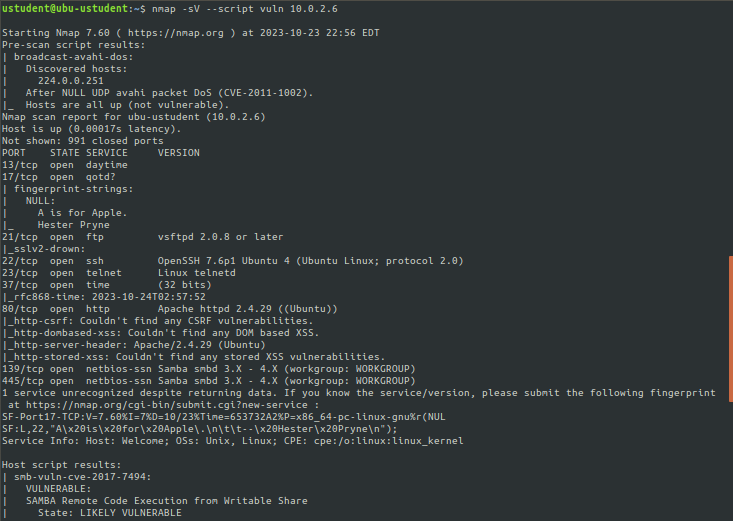 ustudent@ubu-ustudent:~$ nmap -sV --script vuln 10.0.2.6
Starting Nmap 7.60 ( https://nmap.org ) at 2023-10-23 22:56 EDT
Pre-scan script results:
| broadcast-avahi-dos:
|   Discovered hosts:
|     224.0.0.251
|   After NULL UDP avahi packet DoS (CVE-2011-1002).
|_  Hosts are all up (not vulnerable).
Nmap scan report for ubu-ustudent (10.0.2.6)
Host is up (0.00017s latency).
Not shown: 991 closed ports
PORT    STATE SERVICE     VERSION
13/tcp  open  daytime
17/tcp  open  qotd?
| fingerprint-strings:
|   NULL:
|     A is for Apple.
|_    Hester Pryne
21/tcp  open  ftp         vsftpd 2.0.8 or later
|_sslv2-drown:
22/tcp  open  ssh         OpenSSH 7.6p1 Ubuntu 4 (Ubuntu Linux; protocol 2.0)
23/tcp  open  telnet      Linux telnetd
37/tcp  open  time        (32 bits)
|_rfc868-time: 2023-10-24T02:57:52
80/tcp  open  http        Apache httpd 2.4.29 ((Ubuntu))
|_http-csrf: Couldn't find any CSRF vulnerabilities.
|_http-dombased-xss: Couldn't find any DOM based XSS.
|_http-server-header: Apache/2.4.29 (Ubuntu)
|_http-stored-xss: Couldn't find any stored XSS vulnerabilities.
139/tcp open  netbios-ssn Samba smbd 3.X - 4.X (workgroup: WORKGROUP)
445/tcp open  netbios-ssn Samba smbd 3.X - 4.X (workgroup: WORKGROUP)
1 service unrecognized despite returning data. If you know the service/version, please submit the following fingerprint
 at https://nmap.org/cgi-bin/submit.cgi?new-service :
SF-Port17-TCP:V=7.60%I=7%D=10/23%Time=653732A2%P=x86_64-pc-linux-gnu%r(NUL
SF:L,22,"A\x20is\x20for\x20Apple\.\n\t\t--\x20Hester\x20Pryne\n");
Service Info: Host: Welcome; OSs: Unix, Linux; CPE: cpe:/o:linux:linux_kernel
Host script results:
| smb-vuln-cve-2017-7494:
|   VULNERABLE:
|   SAMBA Remote Code Execution from Writable Share
|     State: LIKELY VULNERABLE